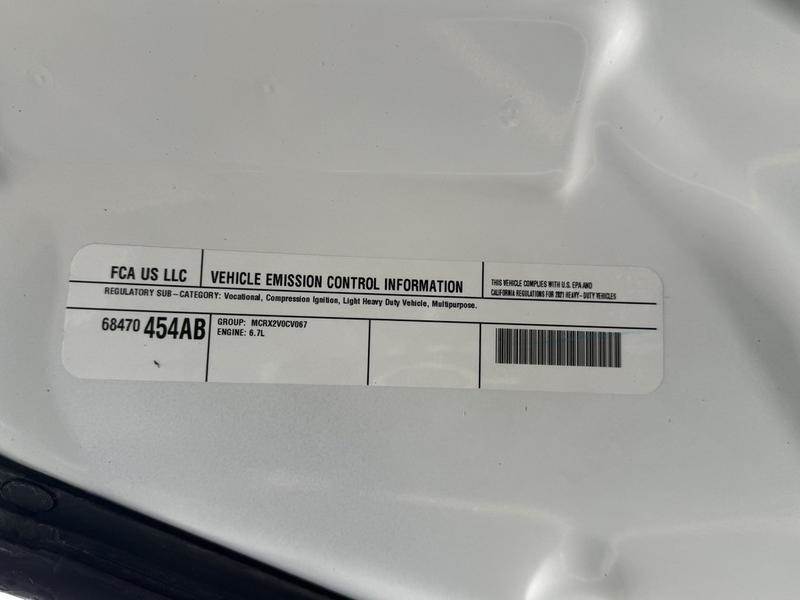 FCA US LLC
VEHICLE EMISSION CONTROL INFORMATION
THIS VEHICLE COMPLIES WITH U.S. EPA AND
CALIFORNIA REGULATIONS FOR 2021 HEAVY-DUTY VEHICLES
REGULATORY SUB-CATEGORY: Vocational, Compression Ignition, Light Heavy Duty Vehicle, Multipurpose.
68470 454AB
GROUP: MCRX2V0CV067
ENGINE: 6.7L